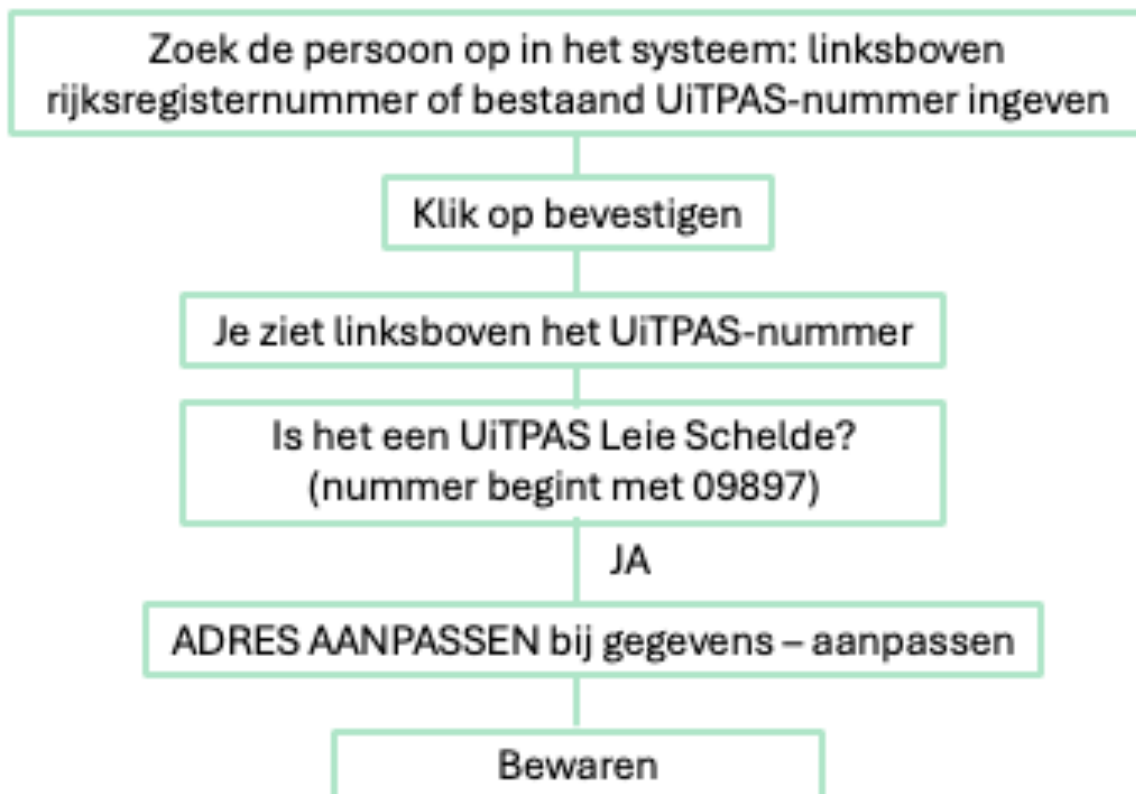 Zoek de persoon op in het systeem: linksboven
rijksregisternummer of bestaand UiTPAS-nummer ingeven
Klik op bevestigen
Je ziet linksboven het UiTPAS-nummer
Is het een UiTPAS Leie Schelde?
(nummer begint met 09897)
JA
ADRES AANPASSEN bij gegevens – aanpassen
Bewaren